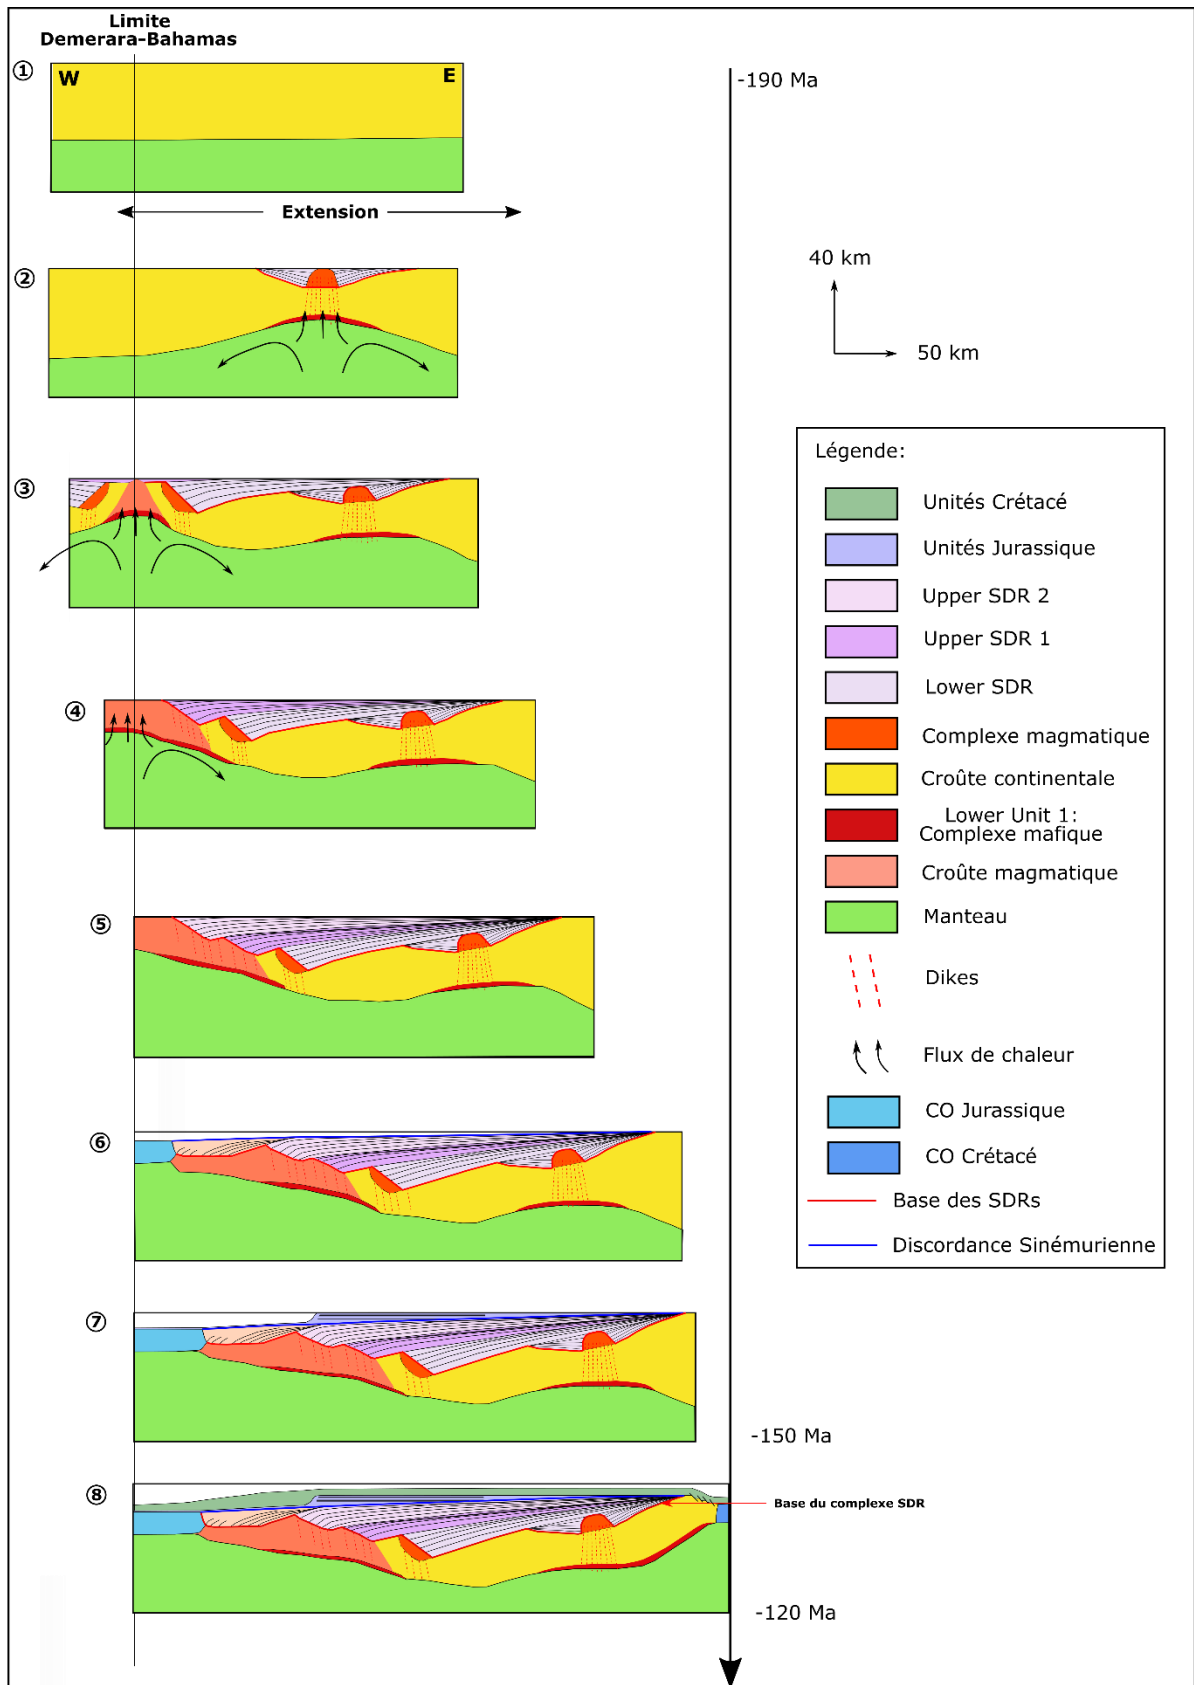 Limite
Demerara-Bahamas
①
W
E
-190 Ma
Extension
②
40 km
50 km
③
Légende:
Unités Crétacé
Unités Jurassique
Upper SDR 2
Upper SDR 1
Lower SDR
Complexe magmatique
Croûte continentale
Lower Unit 1:
Complexe mafique
Croûte magmatique
Manteau
Dikes
Flux de chaleur
CO Jurassique
CO Crétacé
Base des SDRs
Discordance Sinémurienne
④
⑤
⑥
⑦
-150 Ma
⑧
Base du complexe SDR
-120 Ma